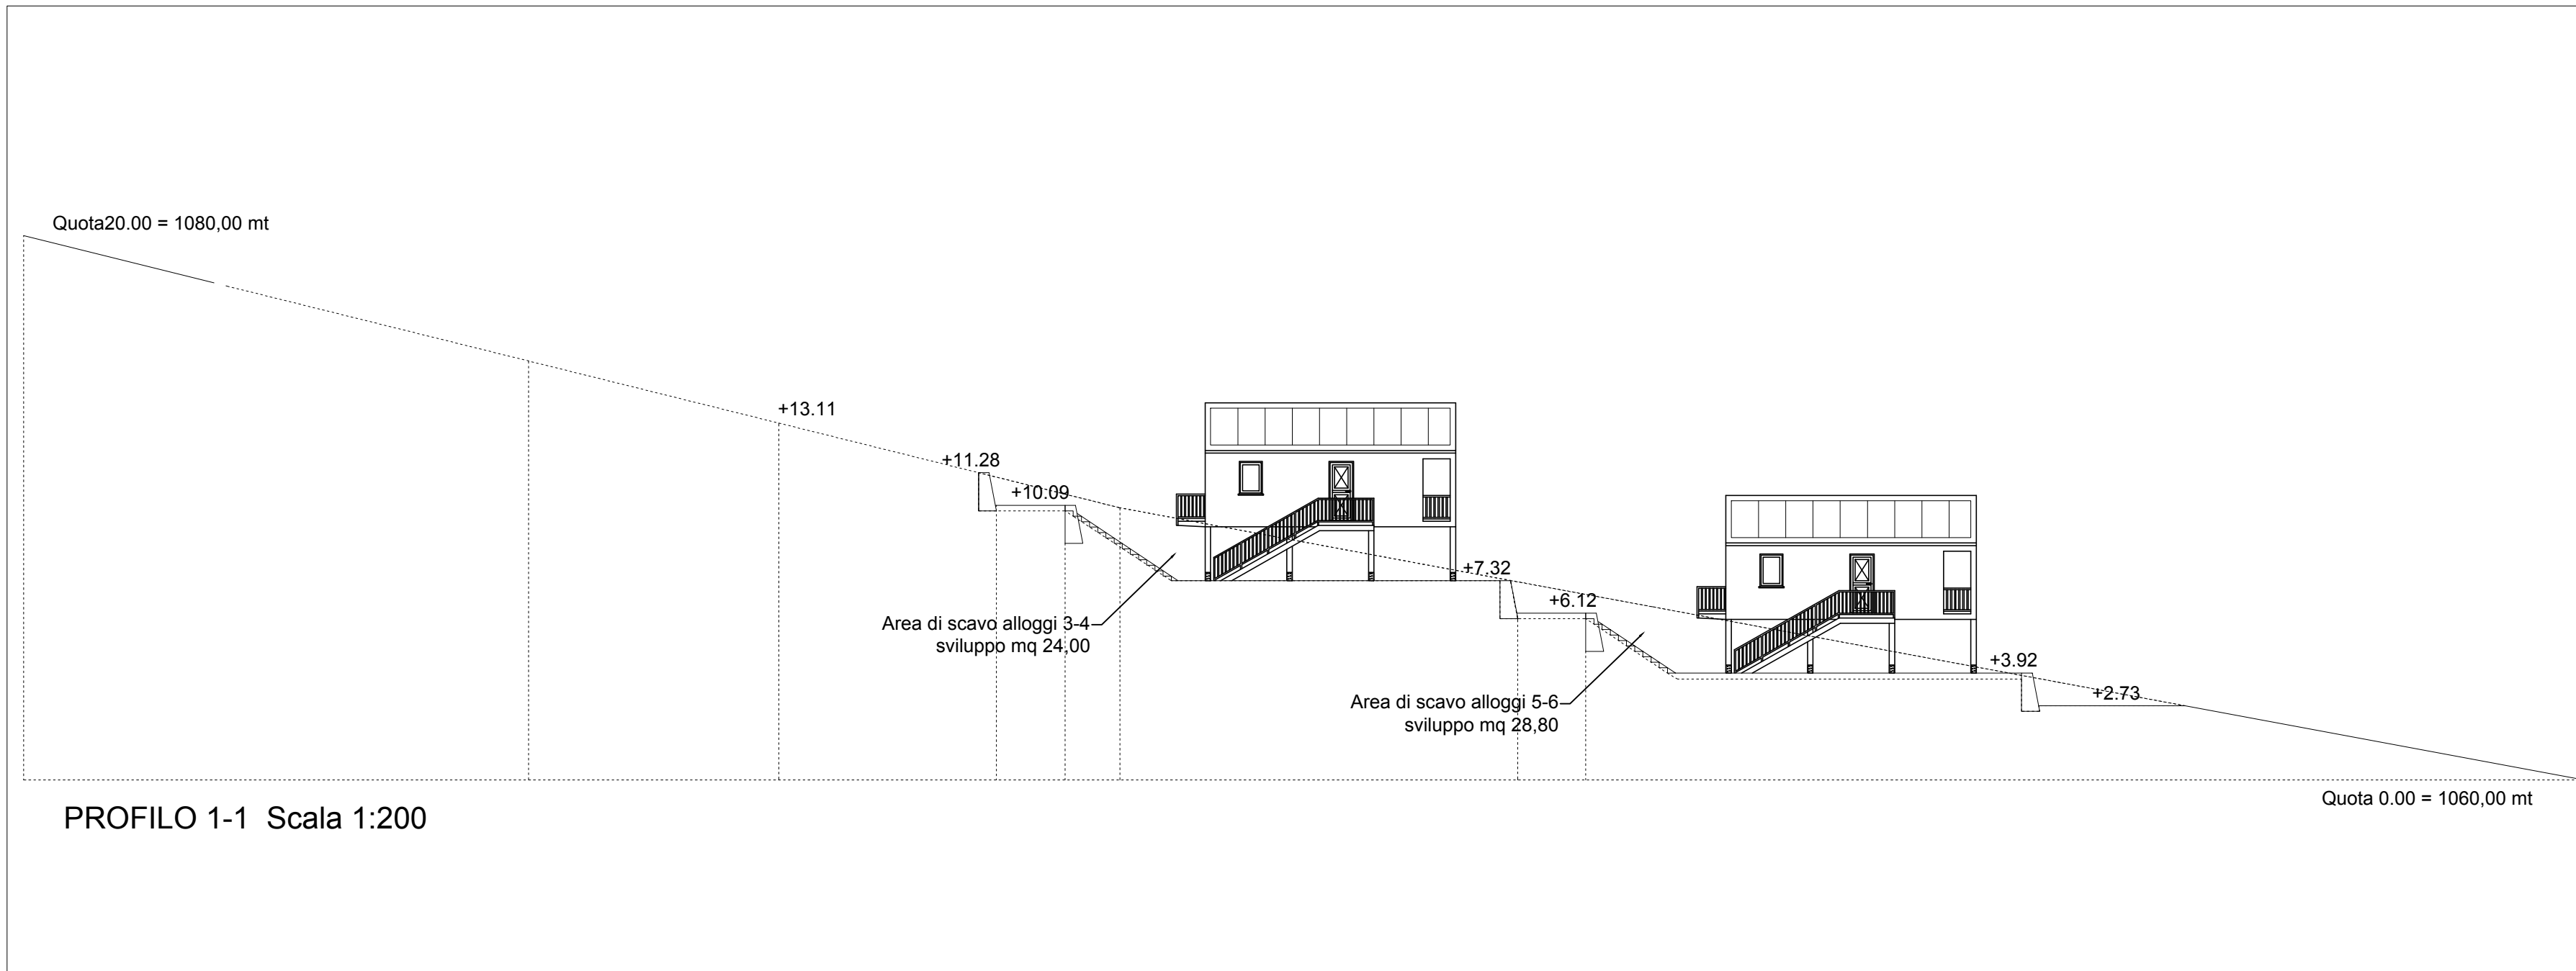 Quota20.00 = 1080,00 mt
+13.11
+11.28
+10.09
+7.32
+6.12
Area di scavo alloggi 3-4
sviluppo mq 24,00
+3.92
+2.73
Area di scavo alloggi 5-6
sviluppo mq 28,80
Quota 0.00 = 1060,00 mt
PROFILO 1-1 Scala 1:200